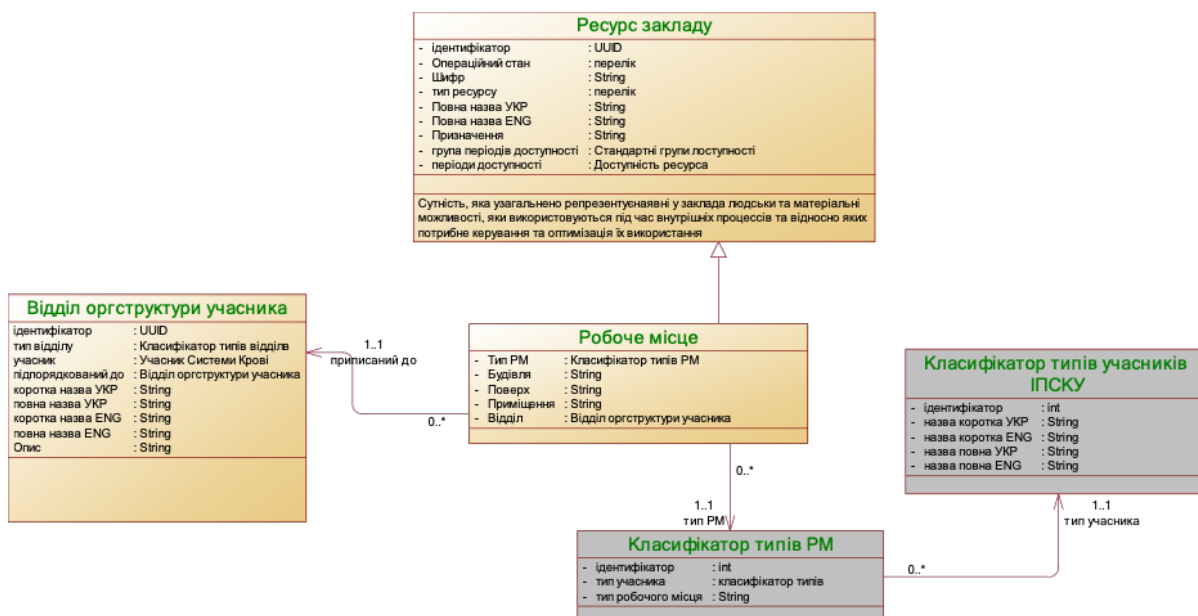 Ресурс закладу
- ідентифікатор : UUID
- Операційний стан : перелік
- Шифр : String
- тип ресурсу : перелік
- Повна назва УКР : String
- Повна назва ENG : String
- Призначення : String
- група періодів доступності : Стандартні групи лоступності
- періоди доступності : Доступність ресурса
Сутність, яка узагальнено репрезентуєнаявні у заклада людськи та матеріальні
можливості, яки використовуються під час внутрішніх процессів та відносно яких
потрибне керування та оптимізація їх використання
Відділ оргструктури учасника
ідентифікатор : UUID
тип відділу : Класифікатор типів відділв
учасник : Учасник Системи Крові
підпорядкований до : Відділ оргструктури учасника
коротка назва УКР : String
повна назва УКР : String
коротка назва ENG : String
повна назва ENG : String
Опис : String
1..1
приписаний до
0..*
Робоче місце
- Тип РМ : Класифікатор типів РМ
- Будівля : String
- Поверх : String
- Приміщення : String
- Відділ : Відділ оргструктури учасника
0..*
1..1
тип РМ
Класифікатор типів учасників
ІПСКУ
- ідентифікатор : int
- назва коротка УКР : String
- назва коротка ENG : String
- назва повна УКР : String
- назва повна ENG : String
1..1
тип учасника
Класифікатор типів РМ
- ідентифікатор : int
- тип учасника : класифікатор типів
- тип робочого місця : String
0..*